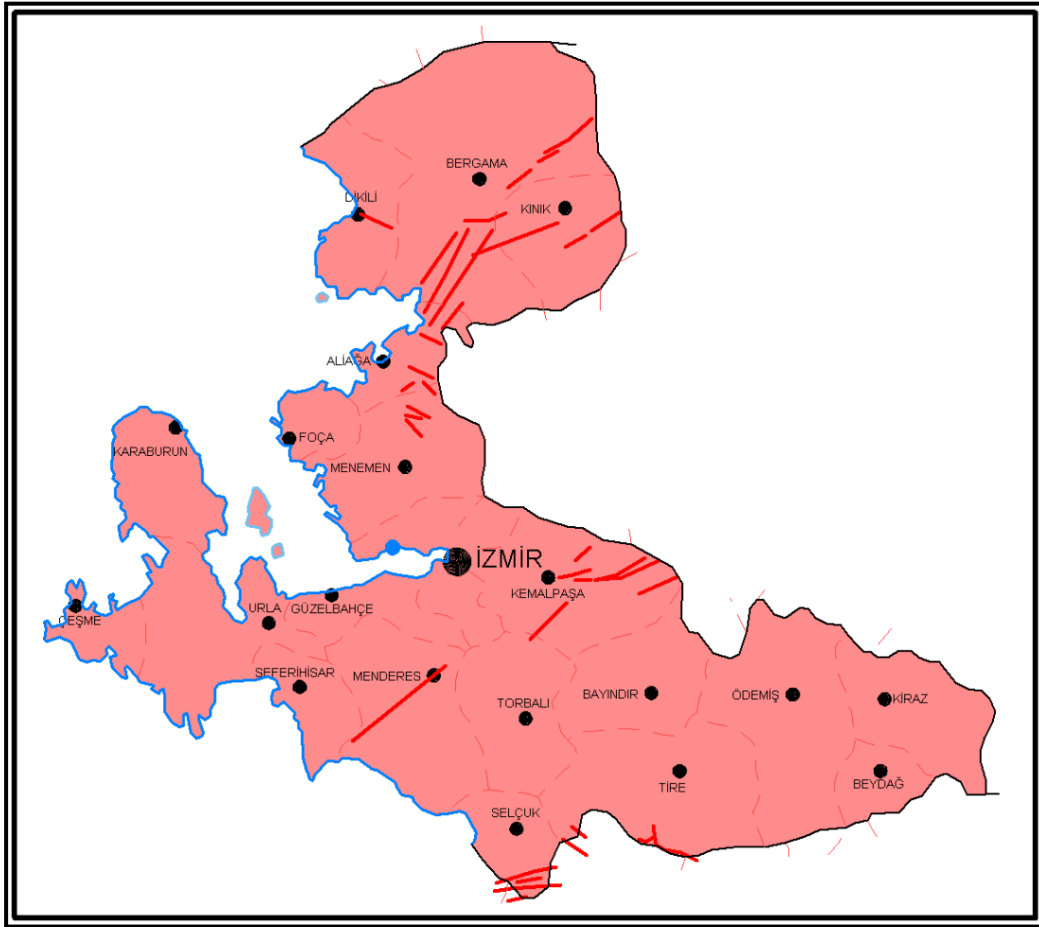 BERGAMA
DİKİLİ
KINIK
ALİAĞA
FOÇA
KARABURUN
MENEMEN
İZMİR
KEMALPAŞA
GÜZELBAHÇE
URLA
ÇEŞME
SEFERİHİSAR
MENDERES
BAYINDIR
ÖDEMİŞ
KİRAZ
TORBALI
TİRE
BEYDAĞ
SELÇUK